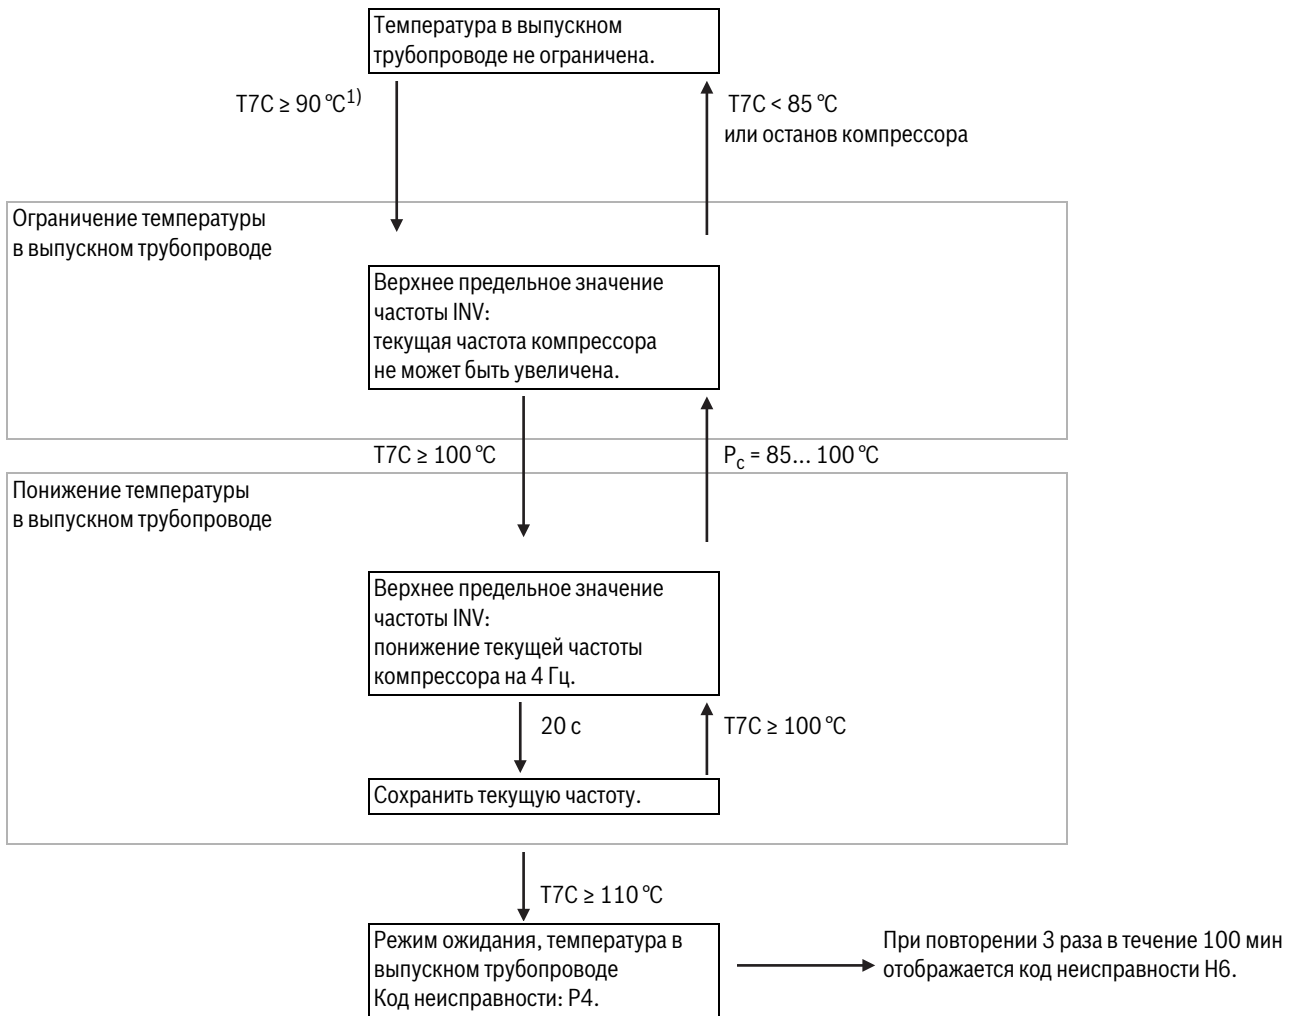 Температура в выпускном
трубопроводе не ограничена.
T7C ≥ 90 °C1)
T7C < 85 °C
или останов компрессора
Ограничение температуры
в выпускном трубопроводе
Верхнее предельное значение
частоты INV:
текущая частота компрессора
не может быть увеличена.
T7C ≥ 100 °C
Pc = 85... 100 °C
Понижение температуры
в выпускном трубопроводе
Верхнее предельное значение
частоты INV:
понижение текущей частоты
компрессора на 4 Гц.
20 с
T7C ≥ 100 °C
Сохранить текущую частоту.
T7C ≥ 110 °C
Режим ожидания, температура в
выпускном трубопроводе
Код неисправности: P4.
При повторении 3 раза в течение 100 мин
отображается код неисправности H6.